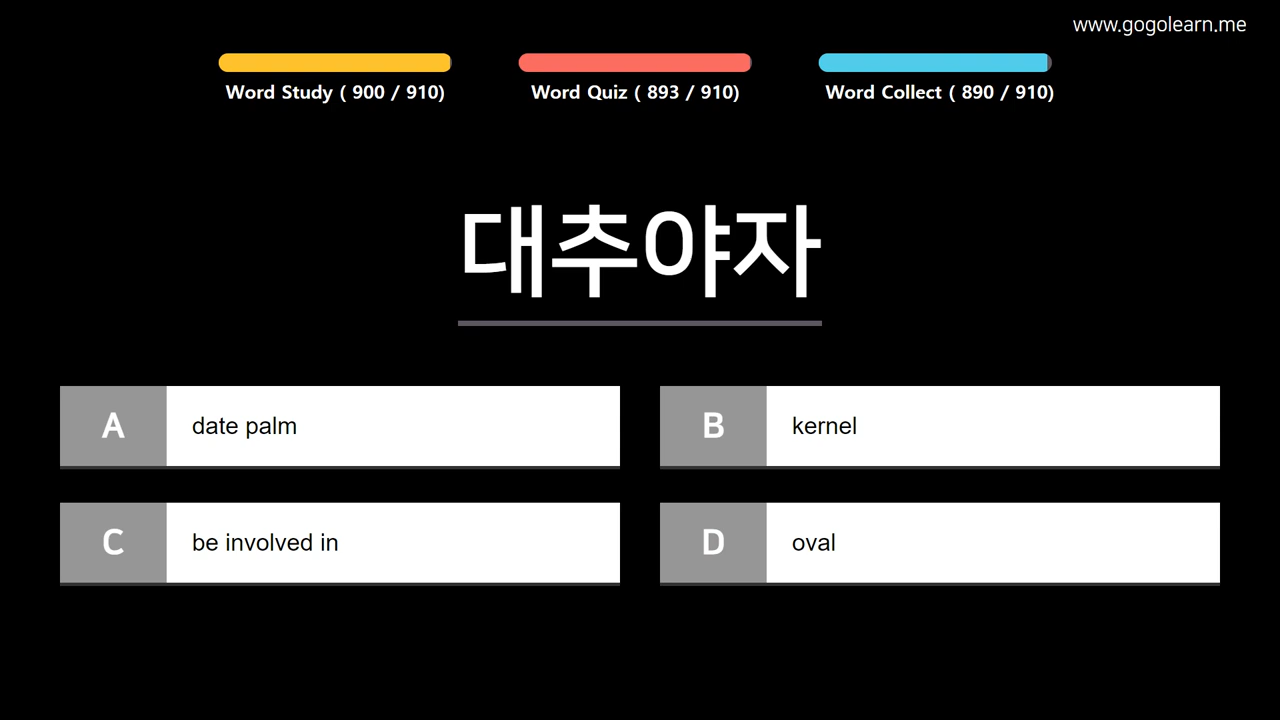 www.gogolearn.me
Word Study ( 900 / 910)
Word Quiz ( 893 / 910)
Word Collect ( 890 / 910)
대추야자
A date palm
B kernel
C be involved in
D oval